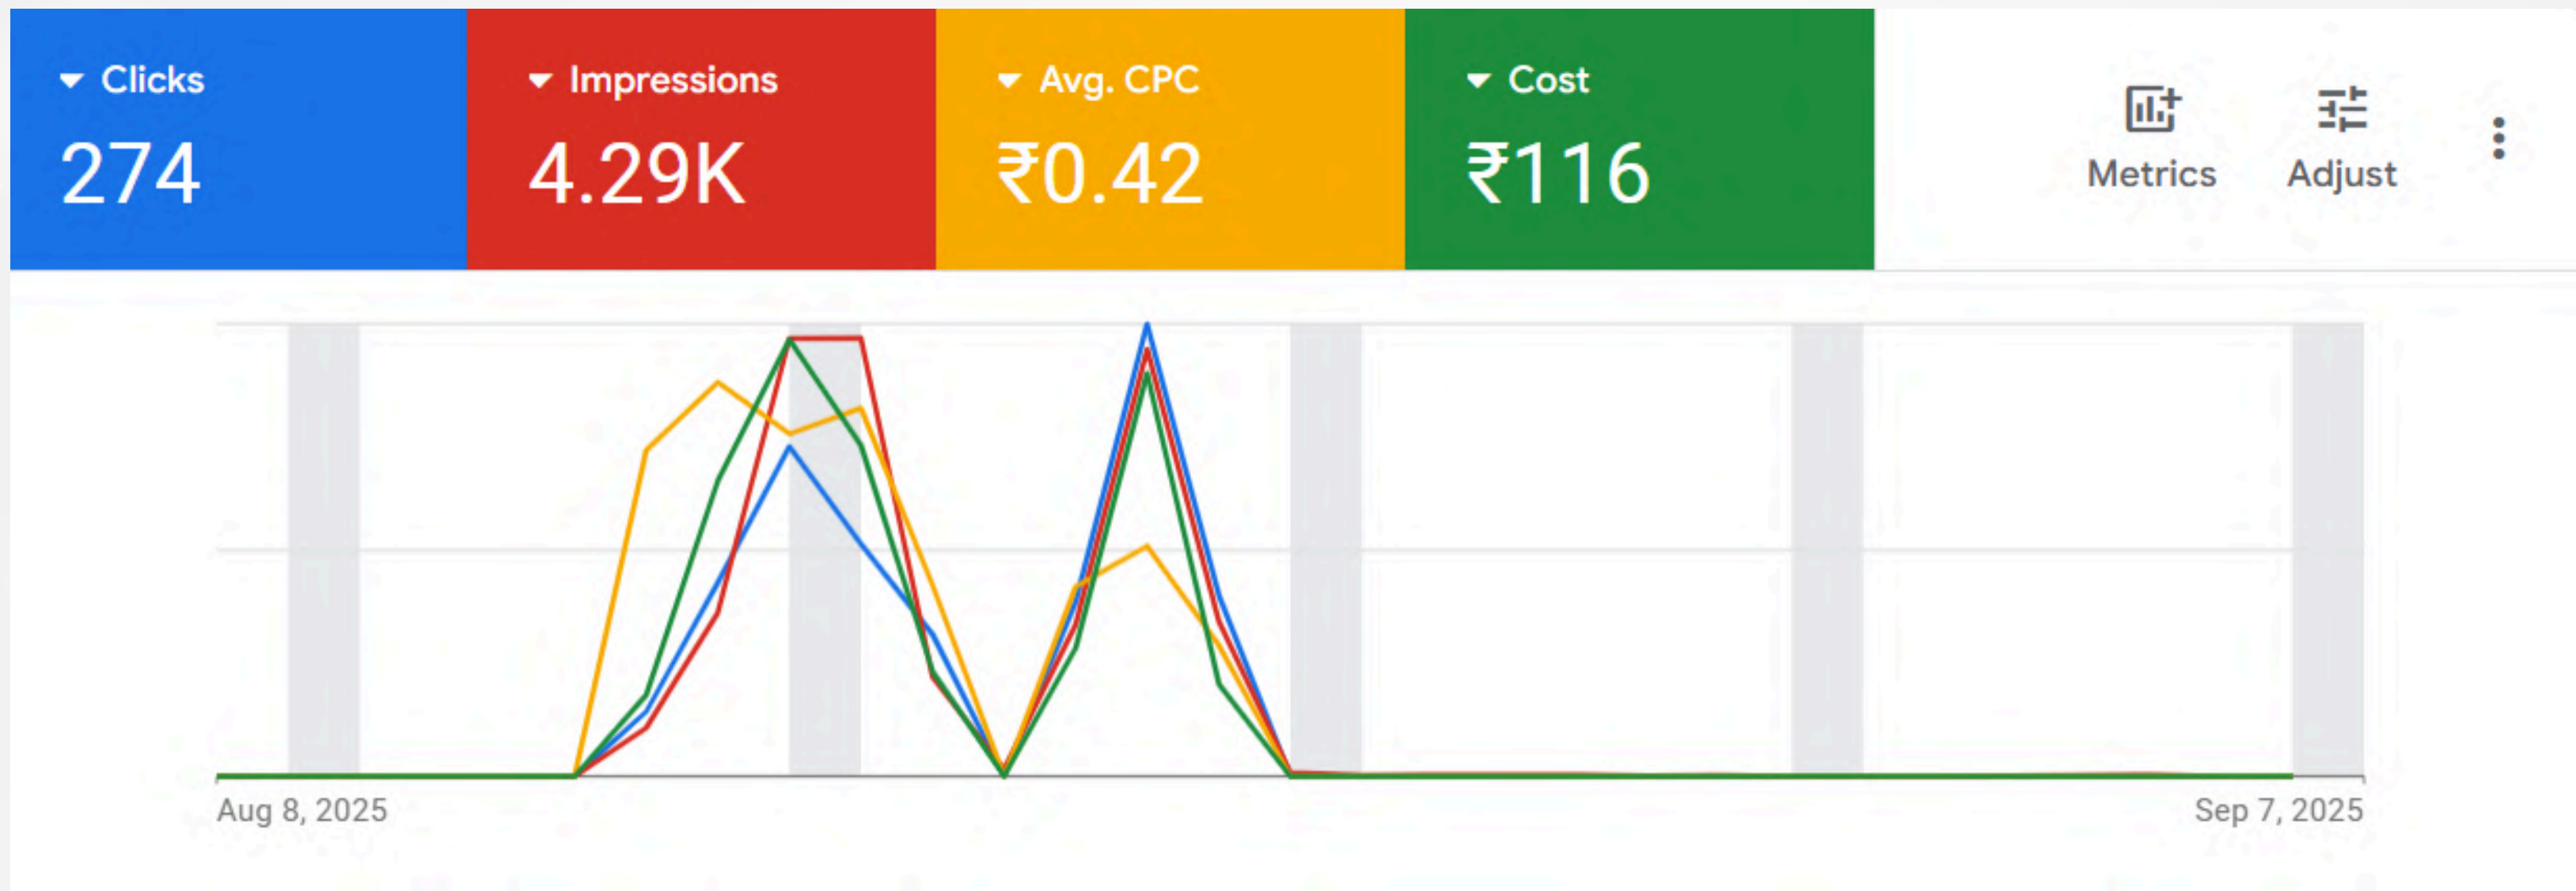 Clicks
274
Impressions
4.29K
Avg. CPC
₹0.42
Cost
₹116
Metrics
Adjust
Aug 8, 2025
Sep 7, 2025